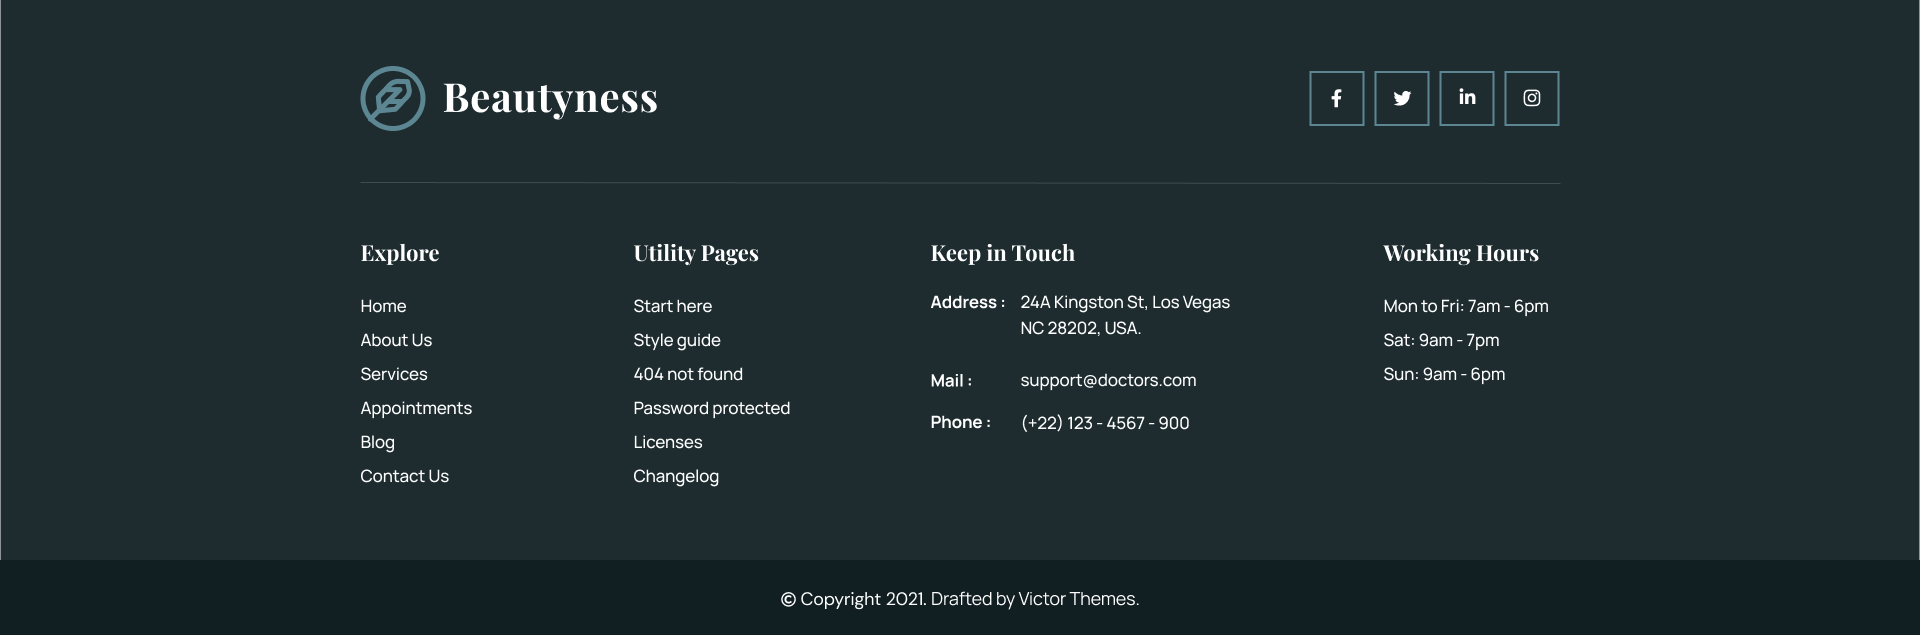 Beautyness
Explore
Home
About Us
Services
Appointments
Blog
Contact Us
Utility Pages
Start here
Style guide
404 not found
Password protected
Licenses
Changelog
Keep in Touch
Address : 24A Kingston St, Los Vegas
NC 28202, USA.
Mail : support@doctors.com
Phone : (+22) 123 - 4567 - 900
Working Hours
Mon to Fri: 7am - 6pm
Sat: 9am - 7pm
Sun: 9am - 6pm
© Copyright 2021. Drafted by Victor Themes.